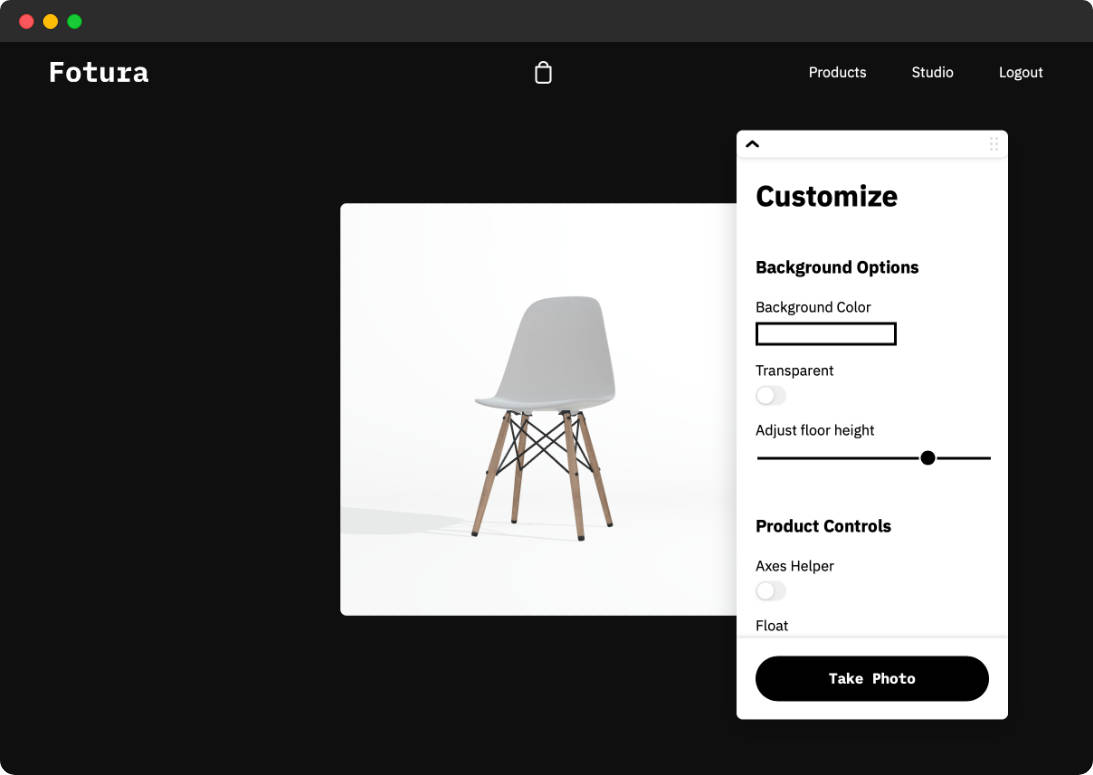 Fotura
Products
Studio
Logout
Customize
Background Options
Background Color
Transparent
Adjust floor height
Product Controls
Axes Helper
Float
Take Photo